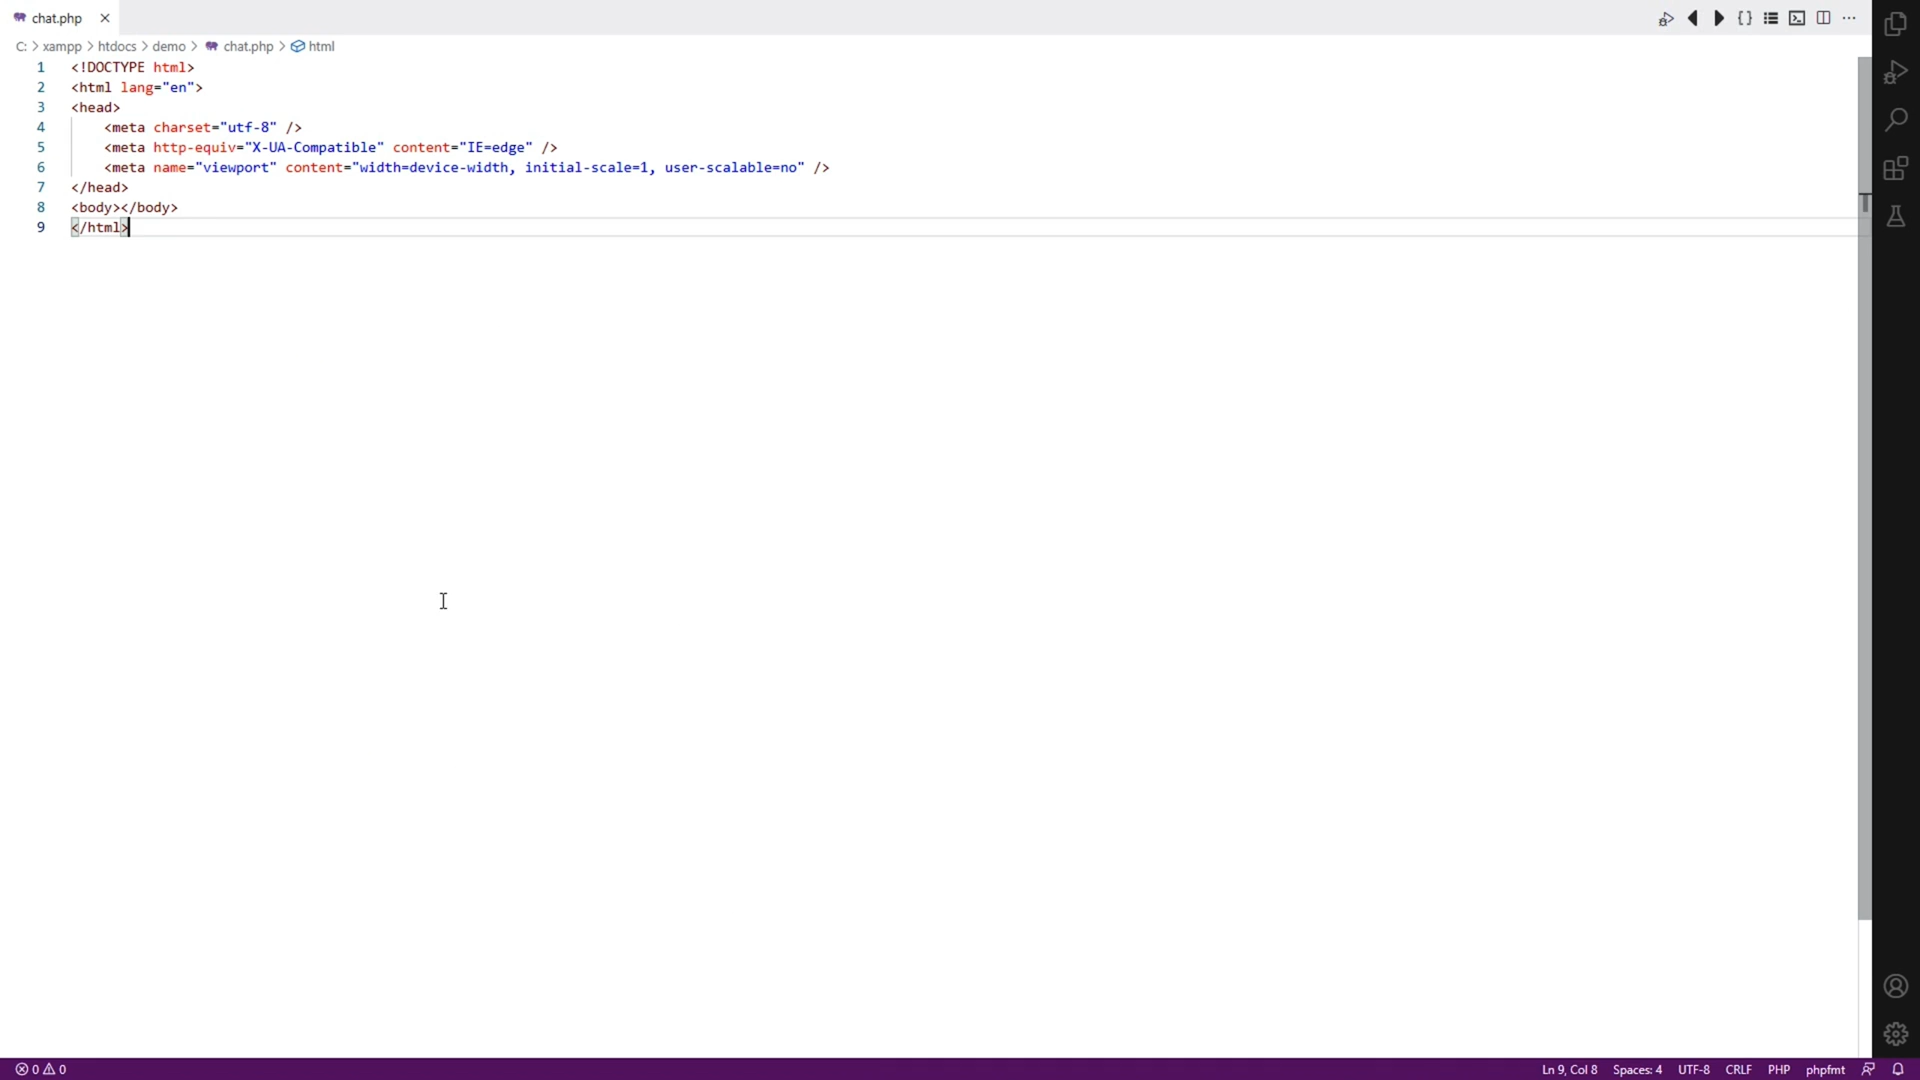 chat.php
C: > xampp > htdocs > demo > chat.php > html
1 <!DOCTYPE html>
2 <html lang="en">
3 <head>
4 <meta charset="utf-8" />
5 <meta http-equiv="X-UA-Compatible" content="IE=edge" />
6 <meta name="viewport" content="width=device-width, initial-scale=1, user-scalable=no" />
7 </head>
8 <body></body>
9 </html>
0 0 Ln 9, Col 8 Spaces: 4 UTF-8 CRLF PHP phpfmt